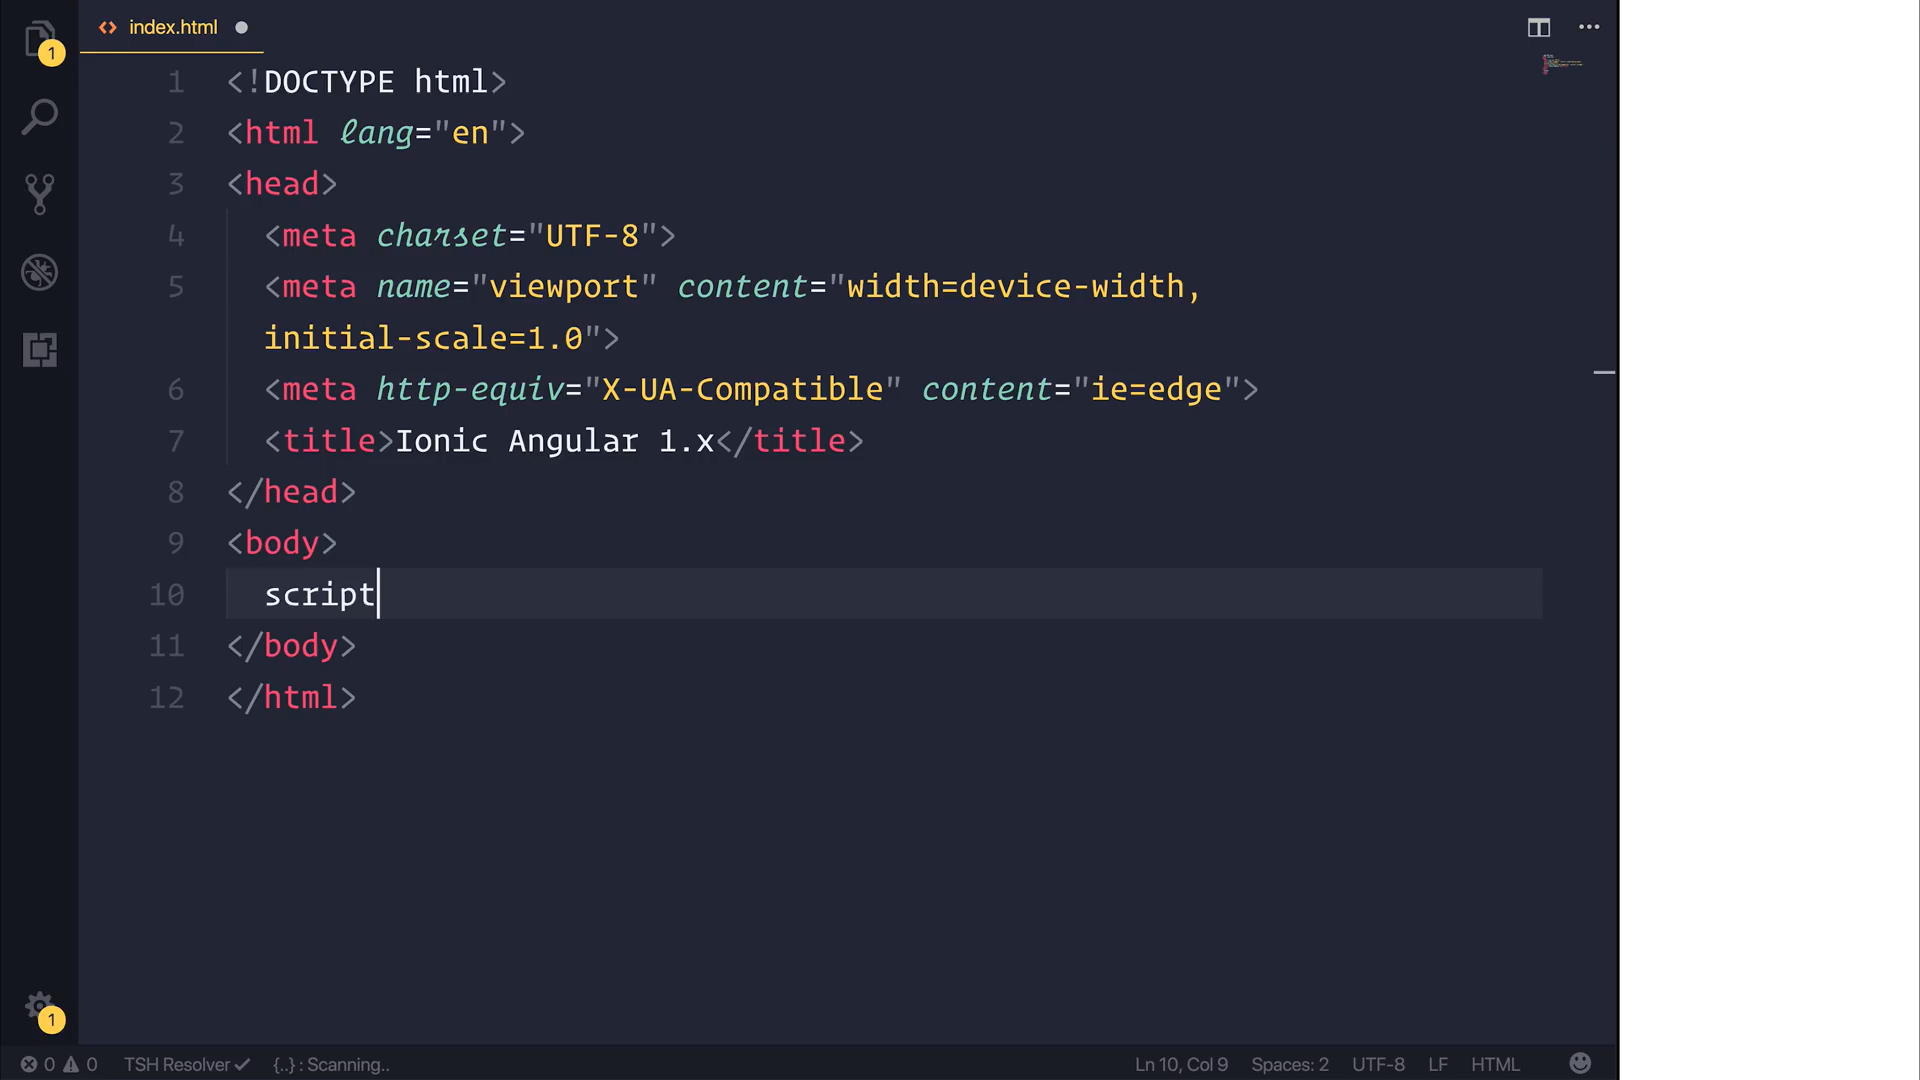 1
index.html
1 <!DOCTYPE html>
2 <html lang="en">
3 <head>
4 <meta charset="UTF-8">
5 <meta name="viewport" content="width=device-width,
initial-scale=1.0">
6 <meta http-equiv="X-UA-Compatible" content="ie=edge">
7 <title>Ionic Angular 1.x</title>
8 </head>
9 <body>
10 script
11 </body>
12 </html>
1
0 0 TSH Resolver {..} : Scanning.. Ln 10, Col 9 Spaces: 2 UTF-8 LF HTML